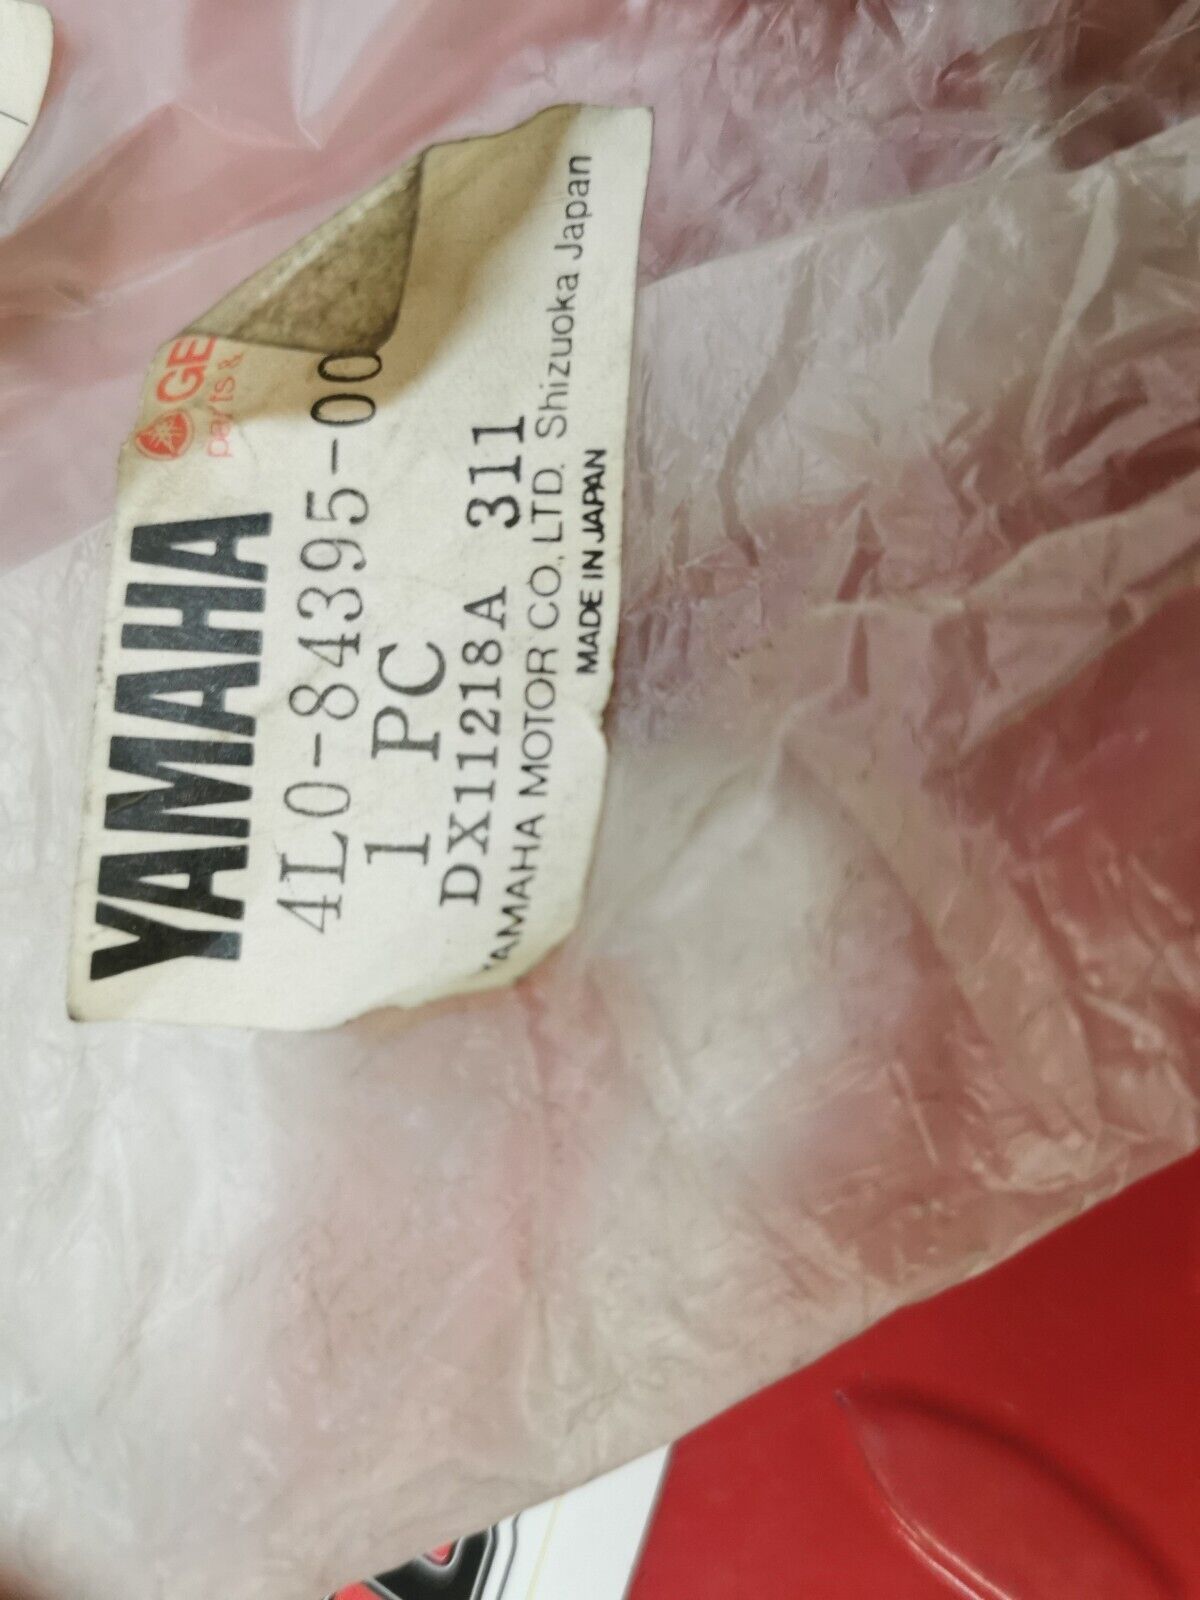 YAMAHA GE
parts &
4L0-84395-00
1 PC
DX11218A 311
YAMAHA MOTOR CO., LTD. Shizuoka Japan
MADE IN JAPAN